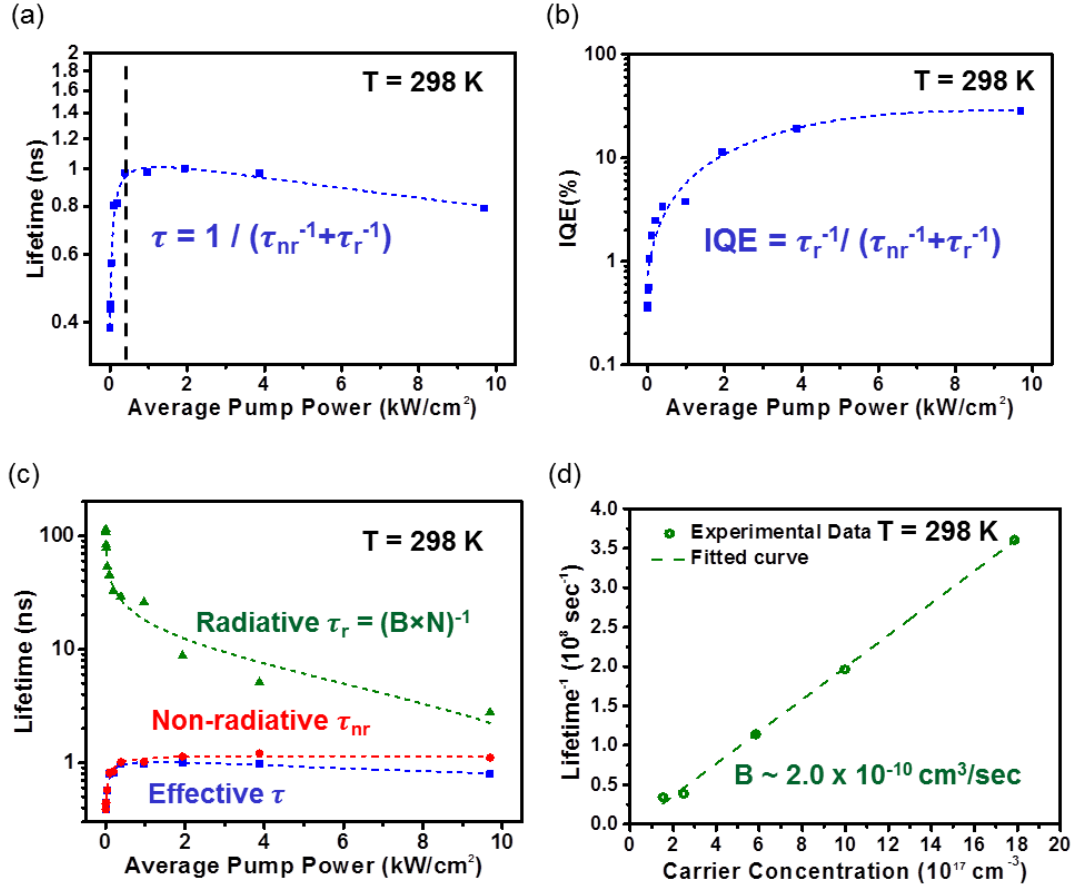 (a)
2
1.8
1.6
1.4
1.2
1
0.8
0.6
0.4
Lifetime (ns)
T = 298 K
τ = 1 / (τnr⁻¹+τr⁻¹)
0 2 4 6 8 10
Average Pump Power (kW/cm²)
(b)
100
10
1
0.1
IQE(%)
T = 298 K
IQE = τr⁻¹/ (τnr⁻¹+τr⁻¹)
0 2 4 6 8 10
Average Pump Power (kW/cm²)
(c)
100
10
1
Lifetime (ns)
T = 298 K
Radiative τr = (B×N)⁻¹
Non-radiative τnr
Effective τ
0 2 4 6 8 10
Average Pump Power (kW/cm²)
(d)
4.0
3.5
3.0
2.5
2.0
1.5
1.0
0.5
0.0
Lifetime⁻¹ (10⁸ sec⁻¹)
Experimental Data
T = 298 K
Fitted curve
B ~ 2.0 x 10⁻¹⁰ cm³/sec
0 2 4 6 8 10 12 14 16 18 20
Carrier Concentration (10¹⁷ cm⁻³)